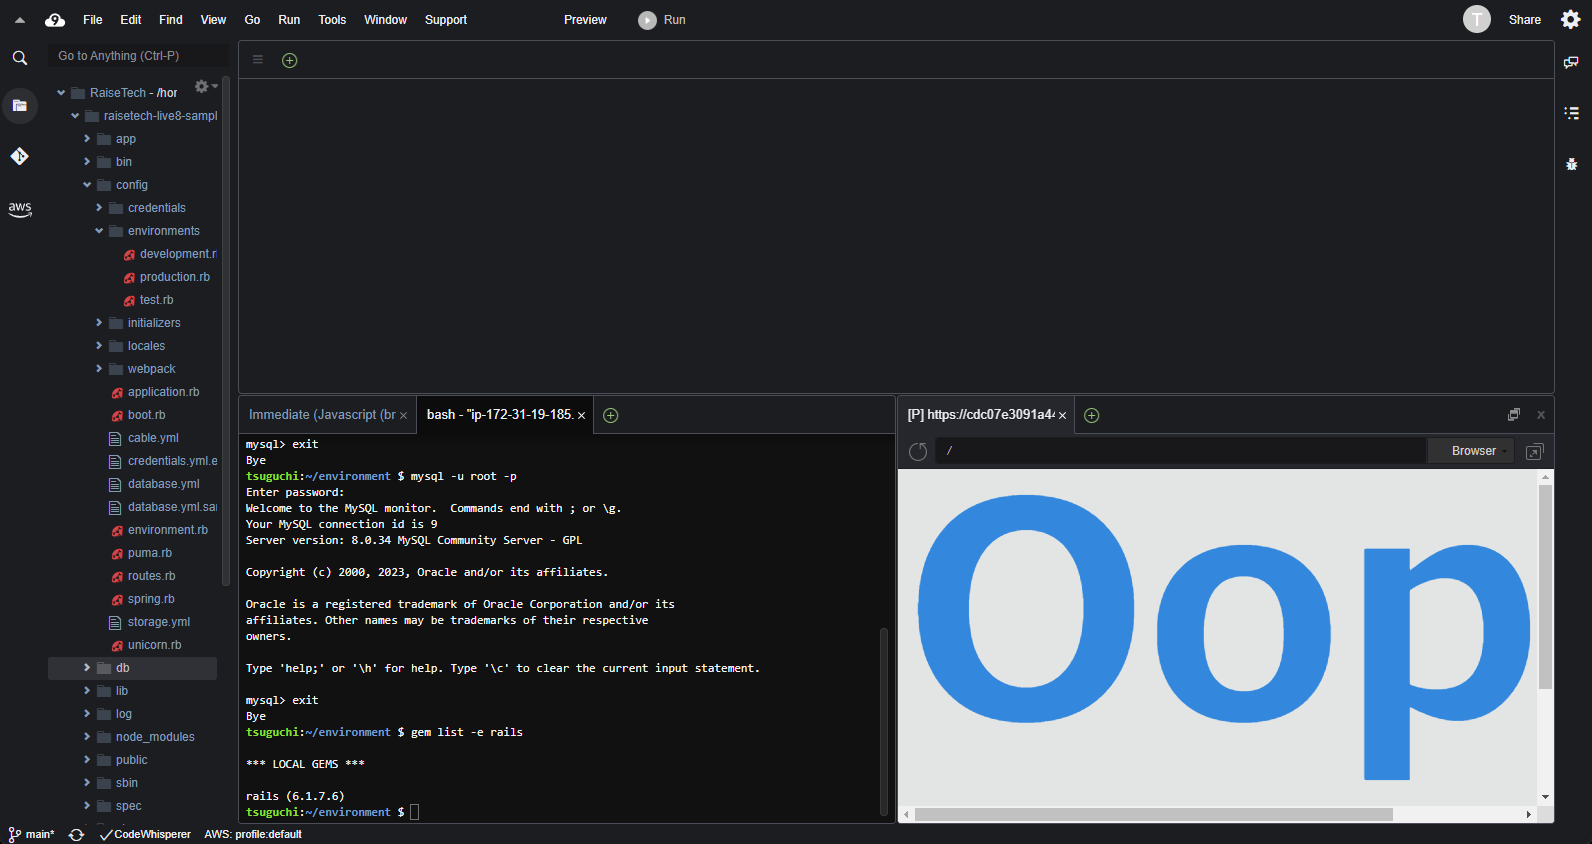 File Edit Find View Go Run Tools Window Support Preview Run T Share
Go to Anything (Ctrl-P)
RaiseTech - /hor
raisetech-live8-sampl
app
bin
config
credentials
environments
development.r
production.rb
test.rb
initializers
locales
webpack
application.rb
boot.rb
cable.yml
credentials.yml.e
database.yml
database.yml.sa
environment.rb
puma.rb
routes.rb
spring.rb
storage.yml
unicorn.rb
db
lib
log
node_modules
public
sbin
spec
aws
Immediate (Javascript (br
bash - "ip-172-31-19-185.
mysql> exit
Bye
tsuguchi:~/environment $ mysql -u root -p
Enter password:
Welcome to the MySQL monitor.  Commands end with ; or \g.
Your MySQL connection id is 9
Server version: 8.0.34 MySQL Community Server - GPL
Copyright (c) 2000, 2023, Oracle and/or its affiliates.
Oracle is a registered trademark of Oracle Corporation and/or its
affiliates. Other names may be trademarks of their respective
owners.
Type 'help;' or '\h' for help. Type '\c' to clear the current input statement.
mysql> exit
Bye
tsuguchi:~/environment $ gem list -e rails
*** LOCAL GEMS ***
rails (6.1.7.6)
tsuguchi:~/environment $
[P] https://cdc07e3091a44
/
Browser
Oop
main* CodeWhisperer AWS: profile:default